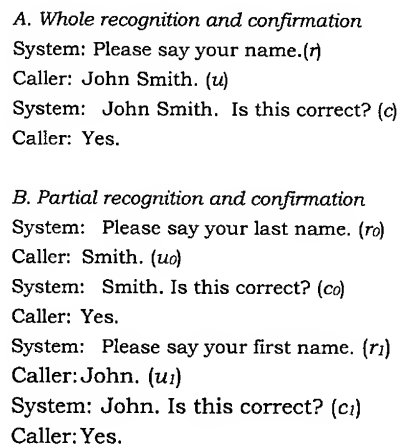 A. Whole recognition and confirmation
System: Please say your name.(r)
Caller: John Smith. (u)
System: John Smith. Is this correct? (c)
Caller: Yes.
B. Partial recognition and confirmation
System: Please say your last name. (r0)
Caller: Smith. (u0)
System: Smith. Is this correct? (c0)
Caller: Yes.
System: Please say your first name. (r1)
Caller: John. (u1)
System: John. Is this correct? (c1)
Caller: Yes.